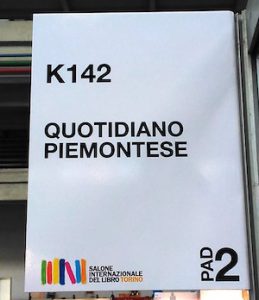 K142
QUOTIDIANO
PIEMONTESE
SALONE
INTERNAZIONALE
DEL LIBRO TORINO
PAD 2